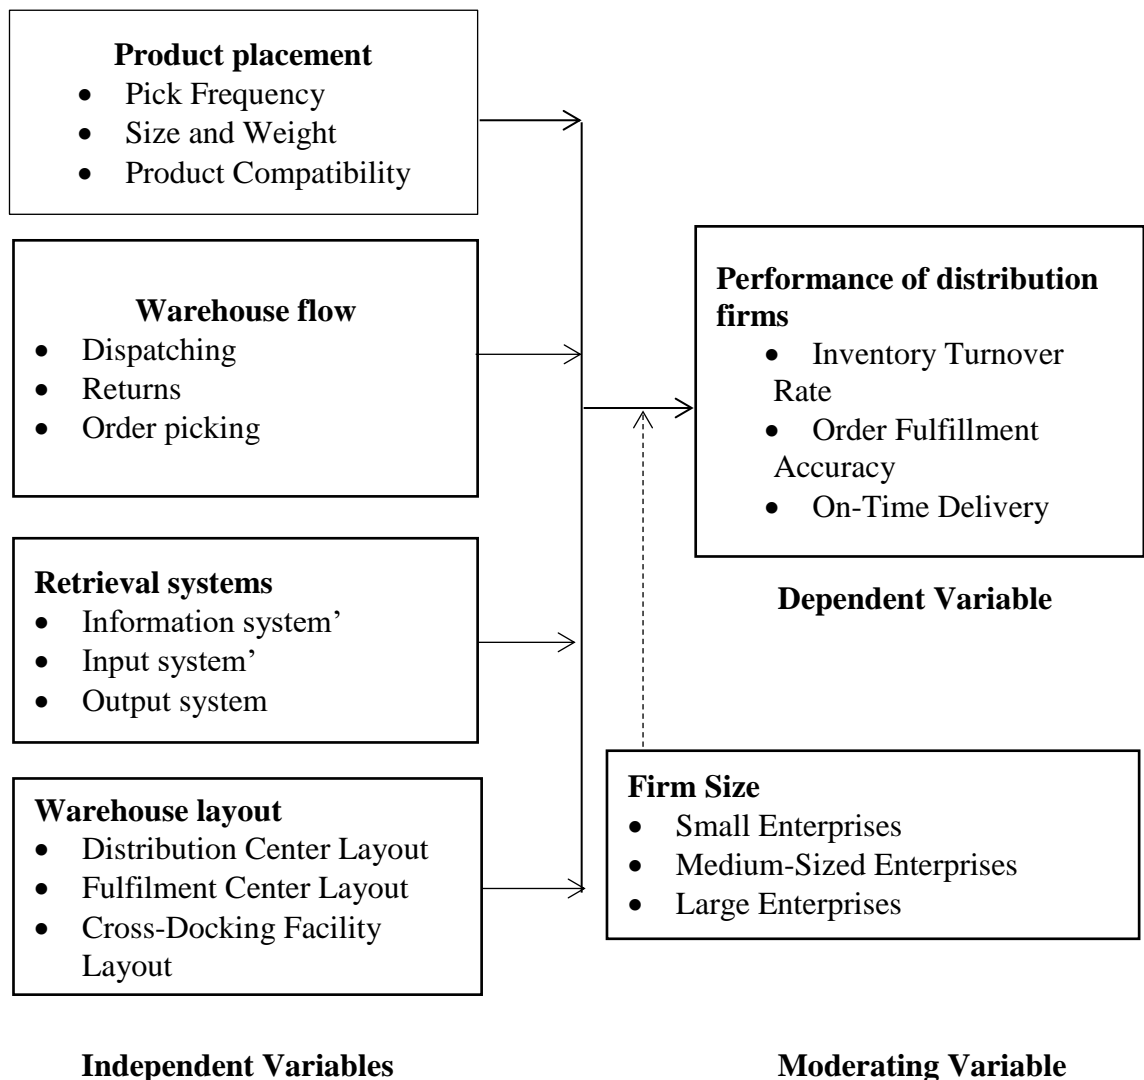 Product placement
• Pick Frequency
• Size and Weight
• Product Compatibility
Warehouse flow
• Dispatching
• Returns
• Order picking
Retrieval systems
• Information system’
• Input system’
• Output system
Warehouse layout
• Distribution Center Layout
• Fulfilment Center Layout
• Cross-Docking Facility
Layout
Independent Variables
Performance of distribution
firms
• Inventory Turnover
Rate
• Order Fulfillment
Accuracy
• On-Time Delivery
Dependent Variable
Firm Size
• Small Enterprises
• Medium-Sized Enterprises
• Large Enterprises
Moderating Variable